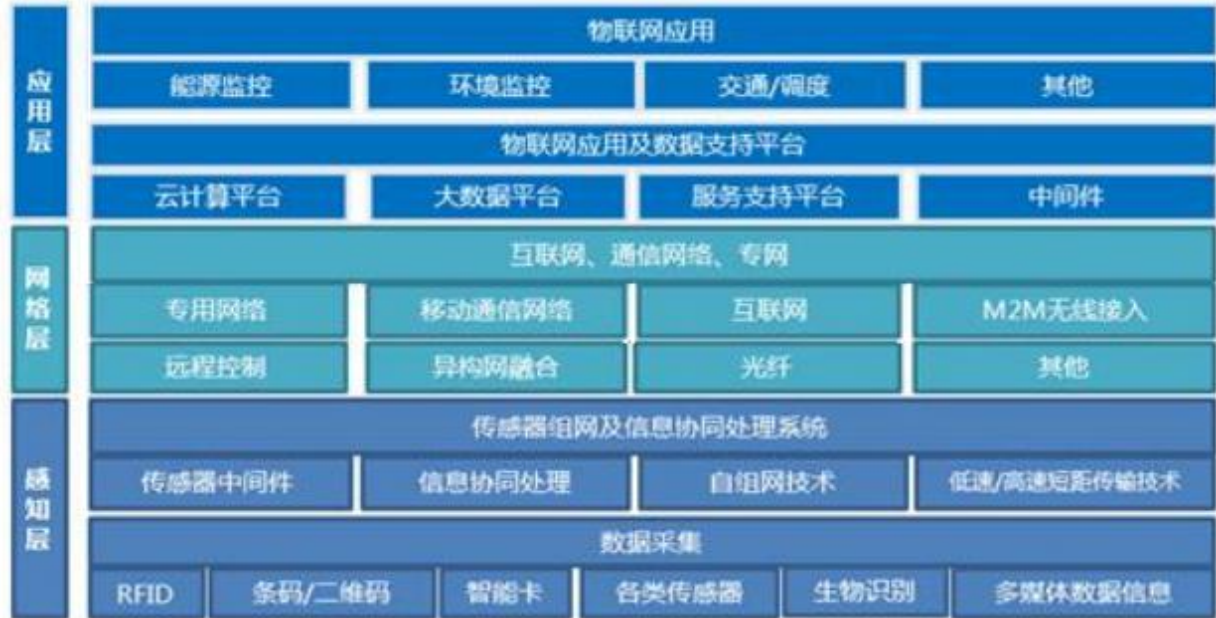 应用层
物联网应用
能源监控 环境监控 交通/调度 其他
物联网应用及数据支持平台
云计算平台 大数据平台 服务支持平台 中间件
网络层
互联网、通信网络、专网
专用网络 移动通信网络 互联网 M2M无线接入
远程控制 异构网融合 光纤 其他
感知层
传感器组网及信息协同处理系统
传感器中间件 信息协同处理 自组网技术 低速/高速短距传输技术
数据采集
RFID 条码/二维码 智能卡 各类传感器 生物识别 多媒体数据信息